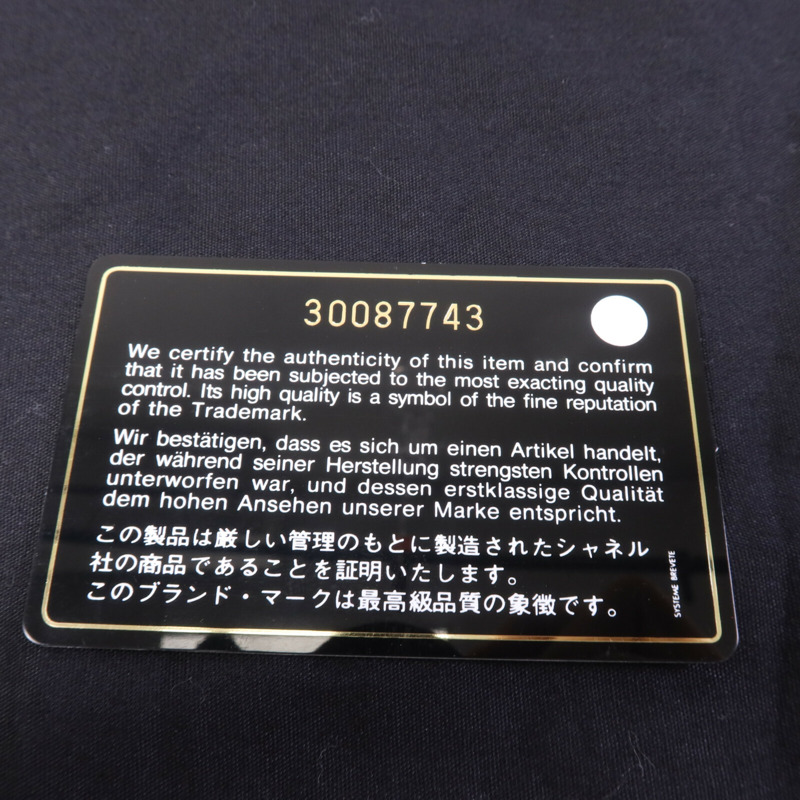 30087743
We certify the authenticity of this item and confirm
that it has been subjected to the most exacting quality
control. Its high quality is a symbol of the fine reputation
of the Trademark.
Wir bestätigen, dass es sich um einen Artikel handelt,
der während seiner Herstellung strengsten Kontrollen
unterworfen war, und dessen erstklassige Qualität
dem hohen Ansehen unserer Marke entspricht.
この製品は厳しい管理のもとに製造されたシャネル
社の商品であることを証明いたします。
このブランド・マークは最高級品質の象徴です。
SYSTEME BREVETE